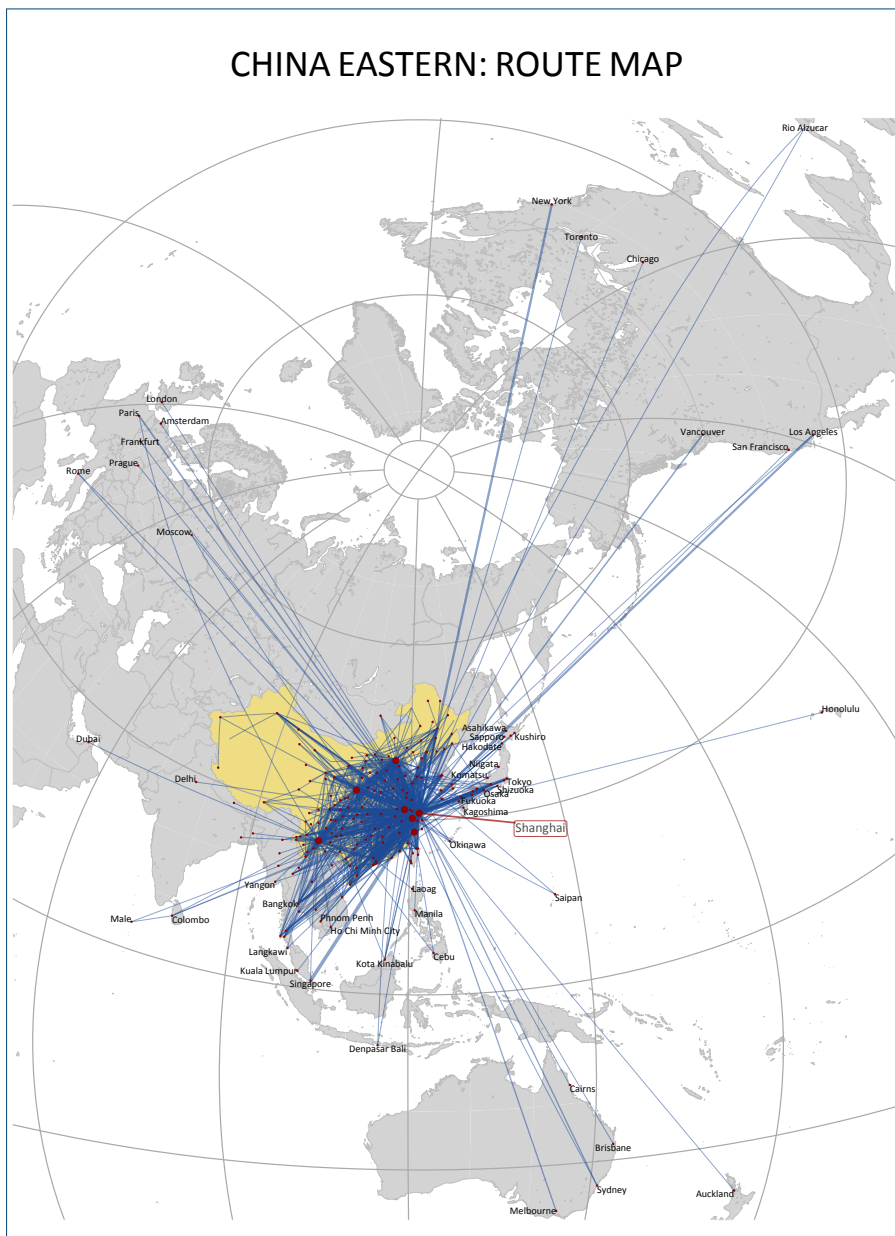 CHINA EASTERN: ROUTE MAP
Rio Alzucar
New York
Toronto
Chicago
London
Paris
Amsterdam
Vancouver
Los Angeles
Frankfurt
San Francisco
Prague
Rome
Moscow
Honolulu
Asahikawa
Sapporo
Kushiro
Hakodate
Dubai
Niigata
Delhi
Komatsu
Tokyo
Shizuoka
Osaka
Fukuoka
Kagoshima
Shanghai
Okinawa
Yangon
Laoag
Saipan
Bangkok
Manila
Male
Colombo
Phnom Penh
Ho Chi Minh City
Langkawi
Cebu
Kota Kinabalu
Kuala Lumpur
Singapore
Denpasar Bali
Cairns
Brisbane
Sydney
Auckland
Melbourne